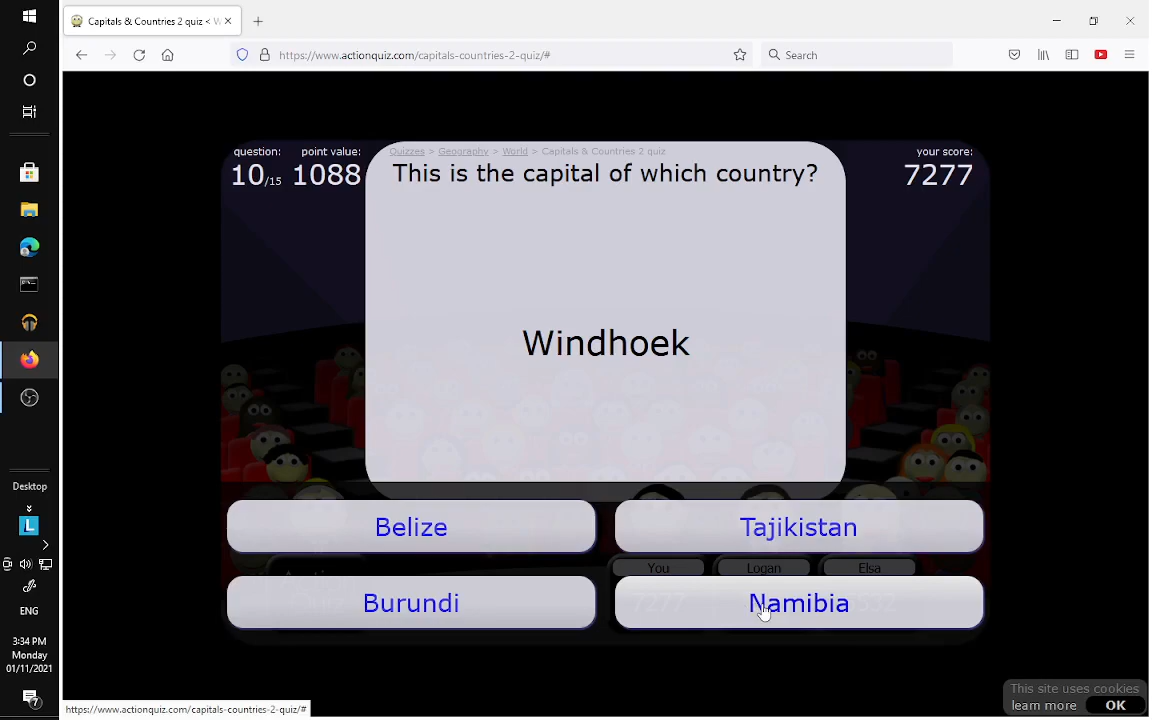 Capitals & Countries 2 quiz < W
https://www.actionquiz.com/capitals-countries-2-quiz/#
Search
question:
10/15
point value:
1088
Quizzes > Geography > World > Capitals & Countries 2 quiz
This is the capital of which country?
your score:
7277
Windhoek
Belize
Tajikistan
You
Logan
Elsa
Burundi
Namibia
Desktop
L
ENG
3:34 PM
Monday
01/11/2021
7
This site uses cookies
learn more
OK
https://www.actionquiz.com/capitals-countries-2-quiz/#